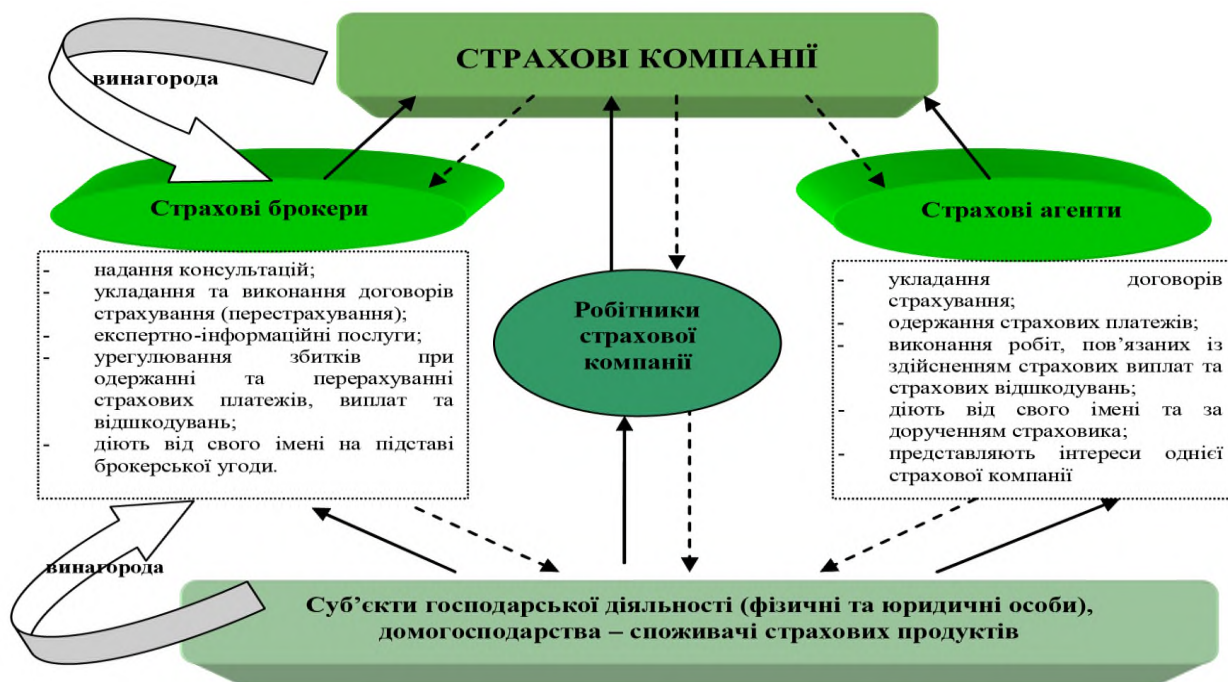 СТРАХОВІ КОМПАНІЇ
винагорода
Страхові брокери
Страхові агенти
- надання консультацій;
- укладання та виконання договорів
страхування (перестрахування);
- експертно-інформаційні послуги;
- урегулювання збитків при
одержанні та перерахуванні
страхових платежів, виплат та
відшкодувань;
- діють від свого імені на підставі
брокерської угоди.
Робітники
страхової
компанії
- укладання договорів
страхування;
- одержання страхових платежів;
- виконання робіт, пов’язаних із
здійсненням страхових виплат та
страхових відшкодувань;
- діють від свого імені та за
дорученням страховика;
- представляють інтереси однієї
страхової компанії
винагорода
Суб’єкти господарської діяльності (фізичні та юридичні особи),
домогосподарства – споживачі страхових продуктів